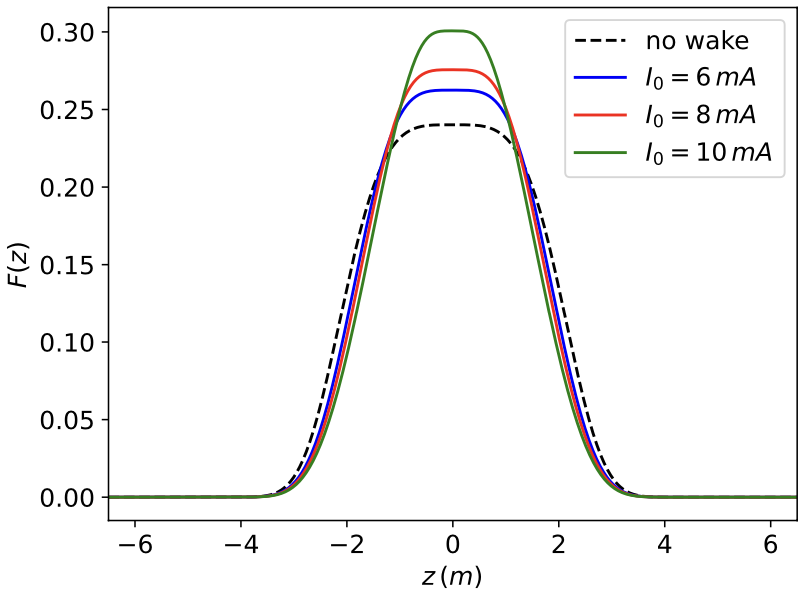 0.30
0.25
0.20
0.15
0.10
0.05
0.00
F(z)
−6 −4 −2 0 2 4 6
z (m)
no wake
I₀ = 6 mA
I₀ = 8 mA
I₀ = 10 mA